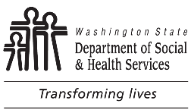 Washington State
Department of Social
& Health Services
Transforming lives